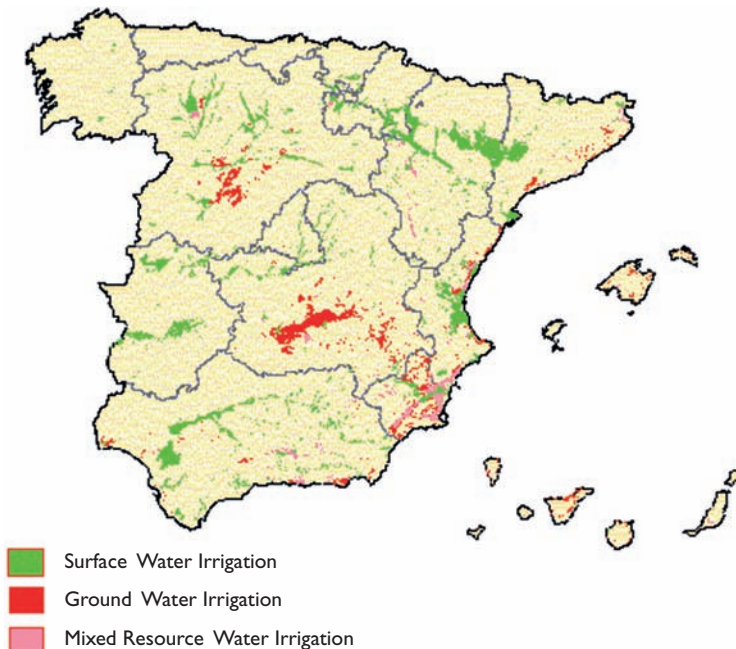 Surface Water Irrigation
Ground Water Irrigation
Mixed Resource Water Irrigation